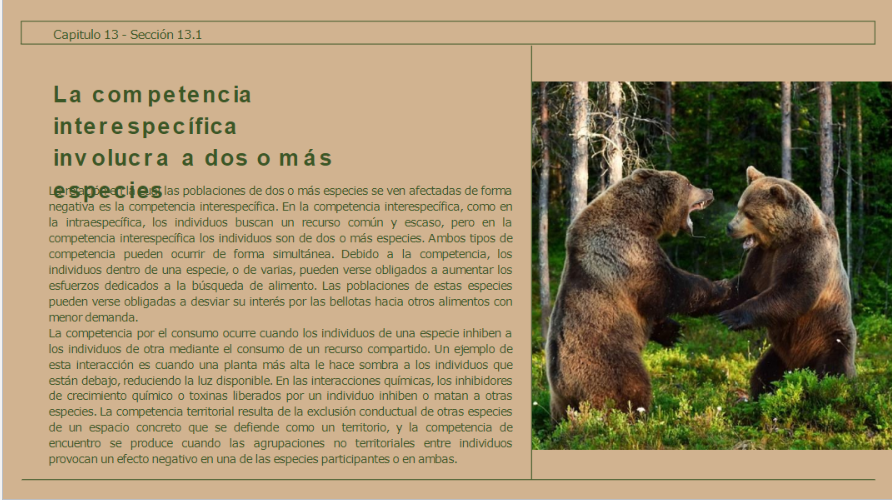 Capitulo 13 - Sección 13.1
La competencia
interespecífica
involucra a dos o más
especies
las poblaciones de dos o más especies se ven afectadas de forma
negativa es la competencia interespecífica. En la competencia interespecífica, como en
la intraespecífica, los individuos buscan un recurso común y escaso, pero en la
competencia interespecífica los individuos son de dos o más especies. Ambos tipos de
competencia pueden ocurrir de forma simultánea. Debido a la competencia, los
individuos dentro de una especie, o de varias, pueden verse obligados a aumentar los
esfuerzos dedicados a la búsqueda de alimento. Las poblaciones de estas especies
pueden verse obligadas a desviar su interés por las bellotas hacia otros alimentos con
menor demanda.
La competencia por el consumo ocurre cuando los individuos de una especie inhiben a
los individuos de otra mediante el consumo de un recurso compartido. Un ejemplo de
esta interacción es cuando una planta más alta le hace sombra a los individuos que
están debajo, reduciendo la luz disponible. En las interacciones químicas, los inhibidores
de crecimiento químico o toxinas liberados por un individuo inhiben o matan a otras
especies. La competencia territorial resulta de la exclusión conductual de otras especies
de un espacio concreto que se defiende como un territorio, y la competencia de
encuentro se produce cuando las agrupaciones no territoriales entre individuos
provocan un efecto negativo en una de las especies participantes o en ambas.